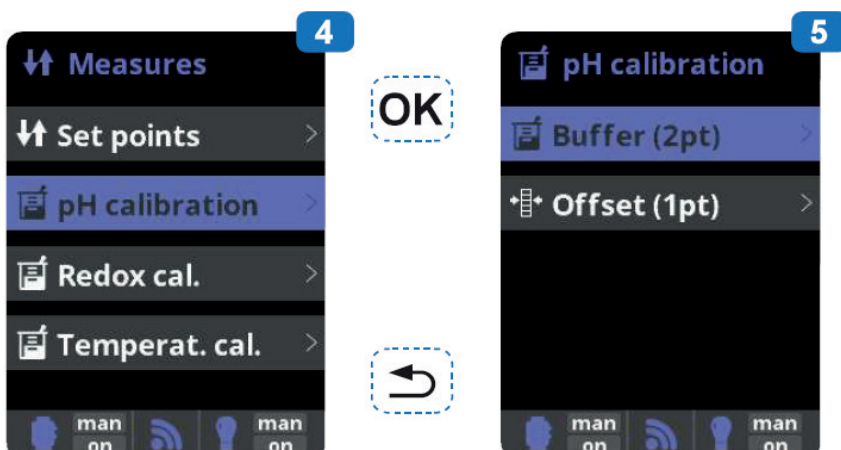 4
Measures
Set points
pH calibration
Redox cal.
Temperat. cal.
man
on
man
on
OK
5
pH calibration
Buffer (2pt)
Offset (1pt)
man
on
man
on